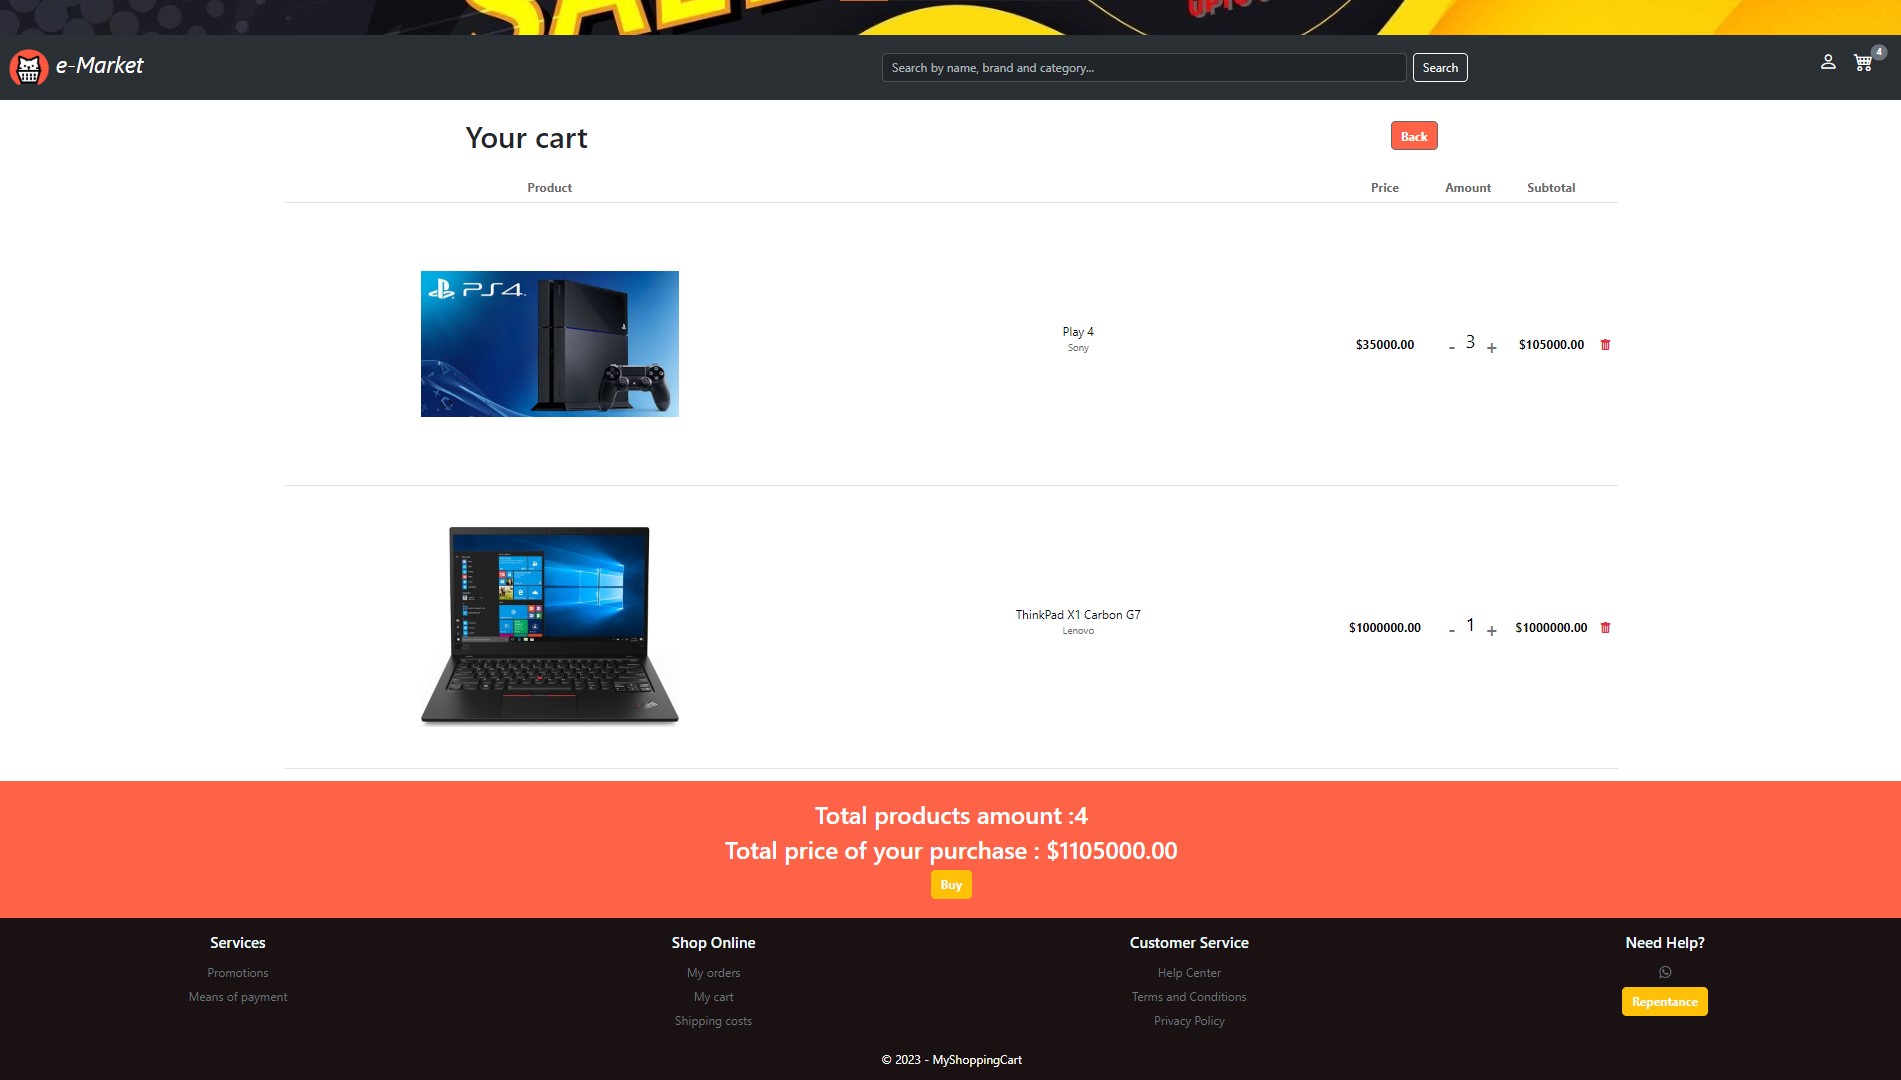 e-Market
Search by name, brand and category...
Search
4
Your cart
Back
Product
Price
Amount
Subtotal
PS4
Play 4
Sony
$35000.00
- 3 +
$105000.00
ThinkPad X1 Carbon G7
Lenovo
$1000000.00
- 1 +
$1000000.00
Total products amount :4
Total price of your purchase : $1105000.00
Buy
Services
Promotions
Means of payment
Shop Online
My orders
My cart
Shipping costs
Customer Service
Help Center
Terms and Conditions
Privacy Policy
Need Help?
Repentance
© 2023 - MyShoppingCart